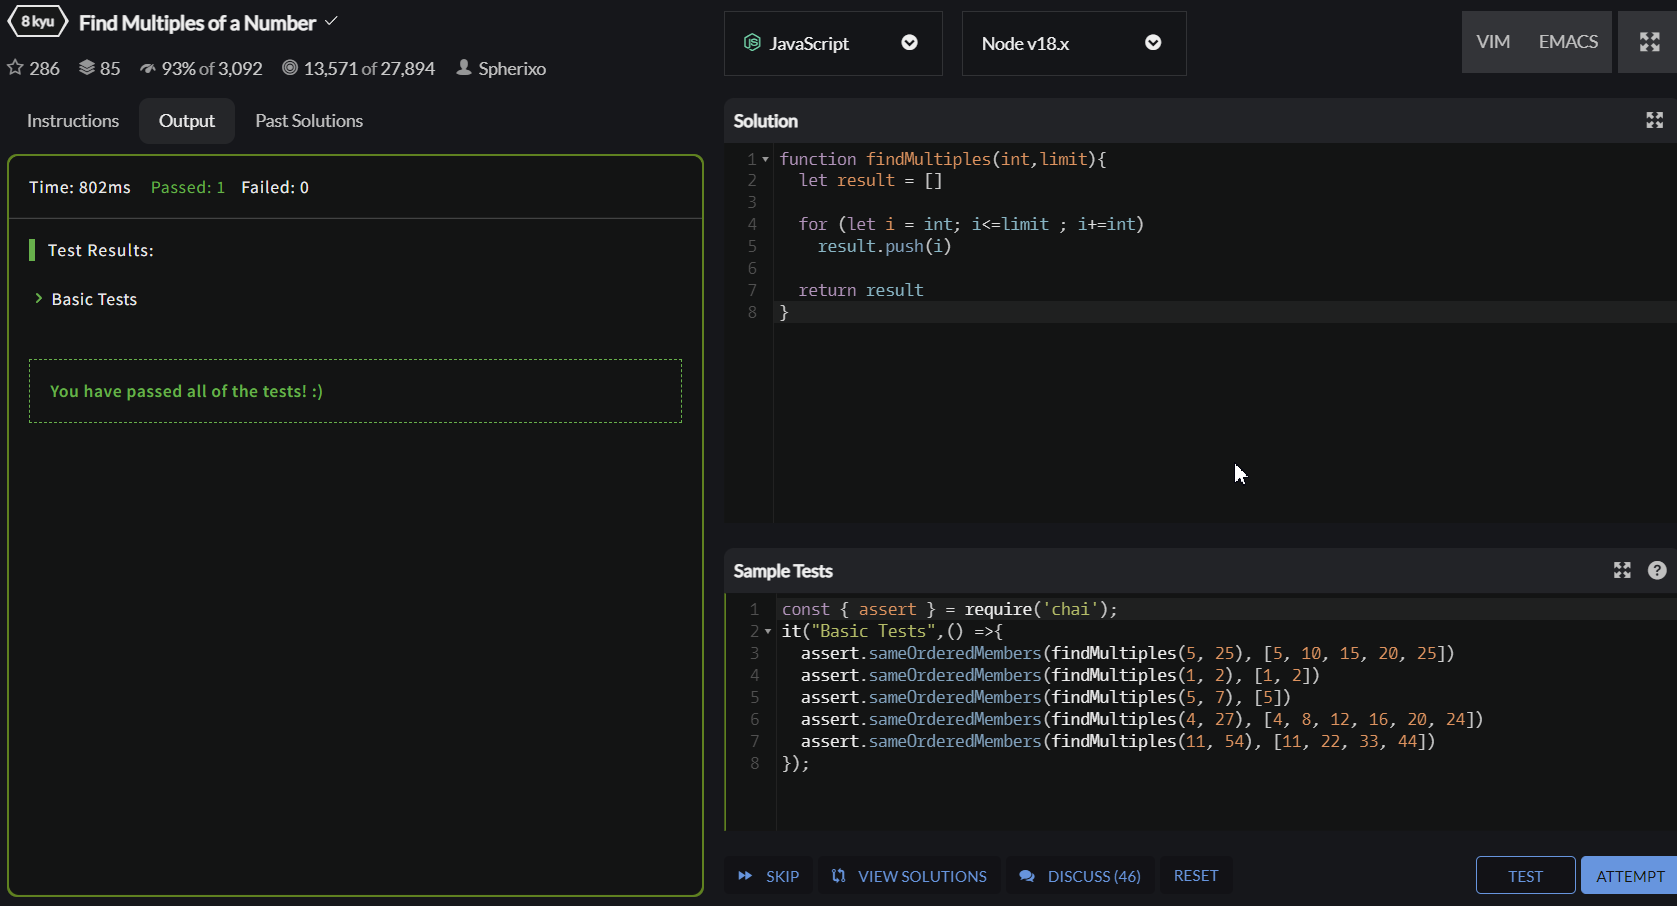 8 kyu Find Multiples of a Number
286 85 93% of 3,092 13,571 of 27,894 Spherixo
Instructions Output Past Solutions
Time: 802ms Passed: 1 Failed: 0
Test Results:
Basic Tests
You have passed all of the tests! :)
JavaScript Node v18.x VIM EMACS
Solution
1 function findMultiples(int,limit){
2 let result = []
3
4 for (let i = int; i<=limit ; i+=int)
5 result.push(i)
6
7 return result
8 }
Sample Tests
1 const { assert } = require('chai');
2 it("Basic Tests",() =>{
3 assert.sameOrderedMembers(findMultiples(5, 25), [5, 10, 15, 20, 25])
4 assert.sameOrderedMembers(findMultiples(1, 2), [1, 2])
5 assert.sameOrderedMembers(findMultiples(5, 7), [5])
6 assert.sameOrderedMembers(findMultiples(4, 27), [4, 8, 12, 16, 20, 24])
7 assert.sameOrderedMembers(findMultiples(11, 54), [11, 22, 33, 44])
8 });
SKIP VIEW SOLUTIONS DISCUSS (46) RESET TEST ATTEMPT